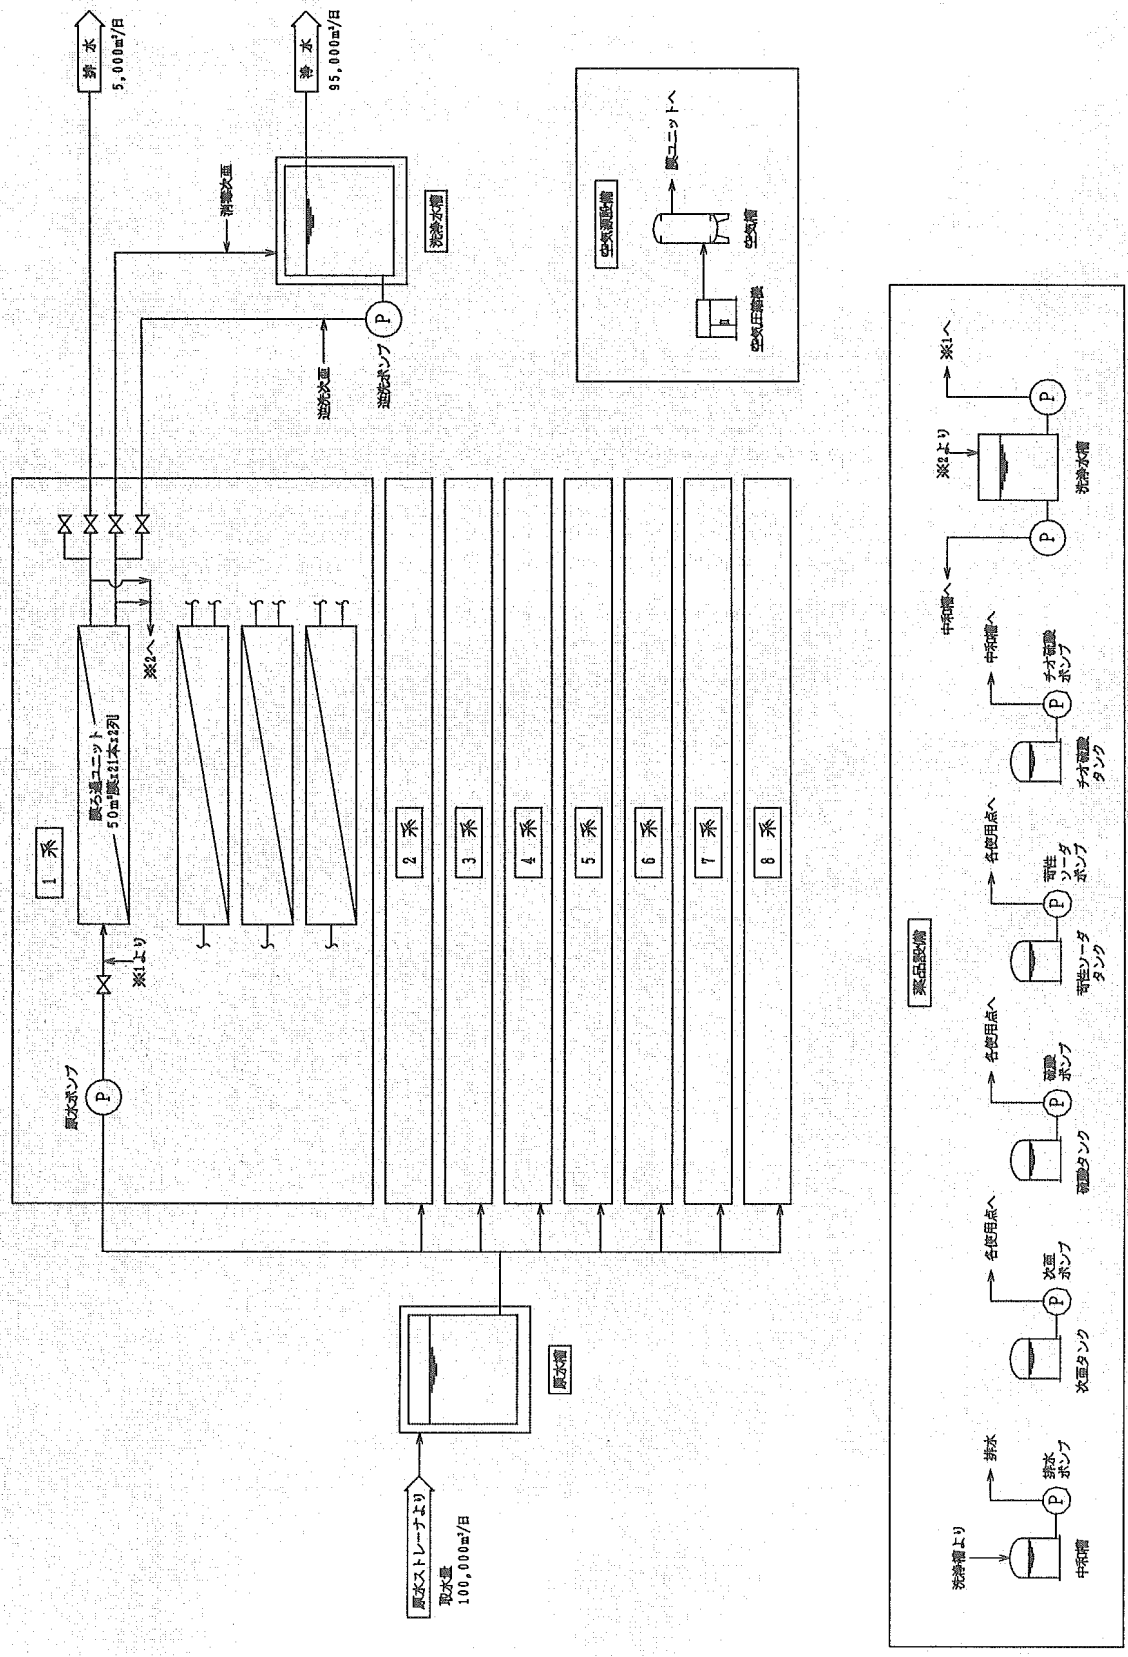 原水ストレーナより
取水量
100,000m³/日
原水槽
原水ポンプ
P
※1より
1 系
膜ろ過ユニット
50m²膜x21本x2列
※2へ
2 系
3 系
4 系
5 系
6 系
7 系
8 系
排 水
5,000m³/日
浄 水
95,000m³/日
消毒次亜
洗浄水槽
逆洗次亜
P
逆洗ポンプ
空気源設備
膜ユニットへ
空気圧縮機
空気槽
薬品設備
洗浄槽より
中和槽
排水
P
排水
ポンプ
次亜タンク
各使用点へ
P
次亜
ポンプ
硫酸タンク
各使用点へ
P
硫酸
ポンプ
苛性ソーダ
タンク
各使用点へ
P
苛性
ソーダ
ポンプ
チオ硫酸
タンク
中和槽へ
P
チオ硫酸
ポンプ
中和槽へ
P
※2より
洗浄水槽
P
※1へ